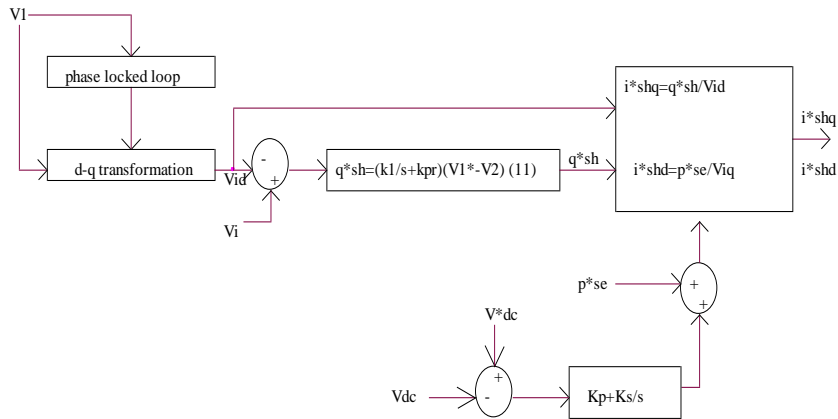 V1
phase locked loop
i*shq=q*sh/Vid
i*shq
d-q transformation
-
+
Vid
q*sh=(k1/s+kpr)(V1*-V2) (11)
q*sh
i*shd=p*se/Viq
i*shd
Vi
p*se
+
+
V*dc
+
-
Vdc
Kp+Ks/s